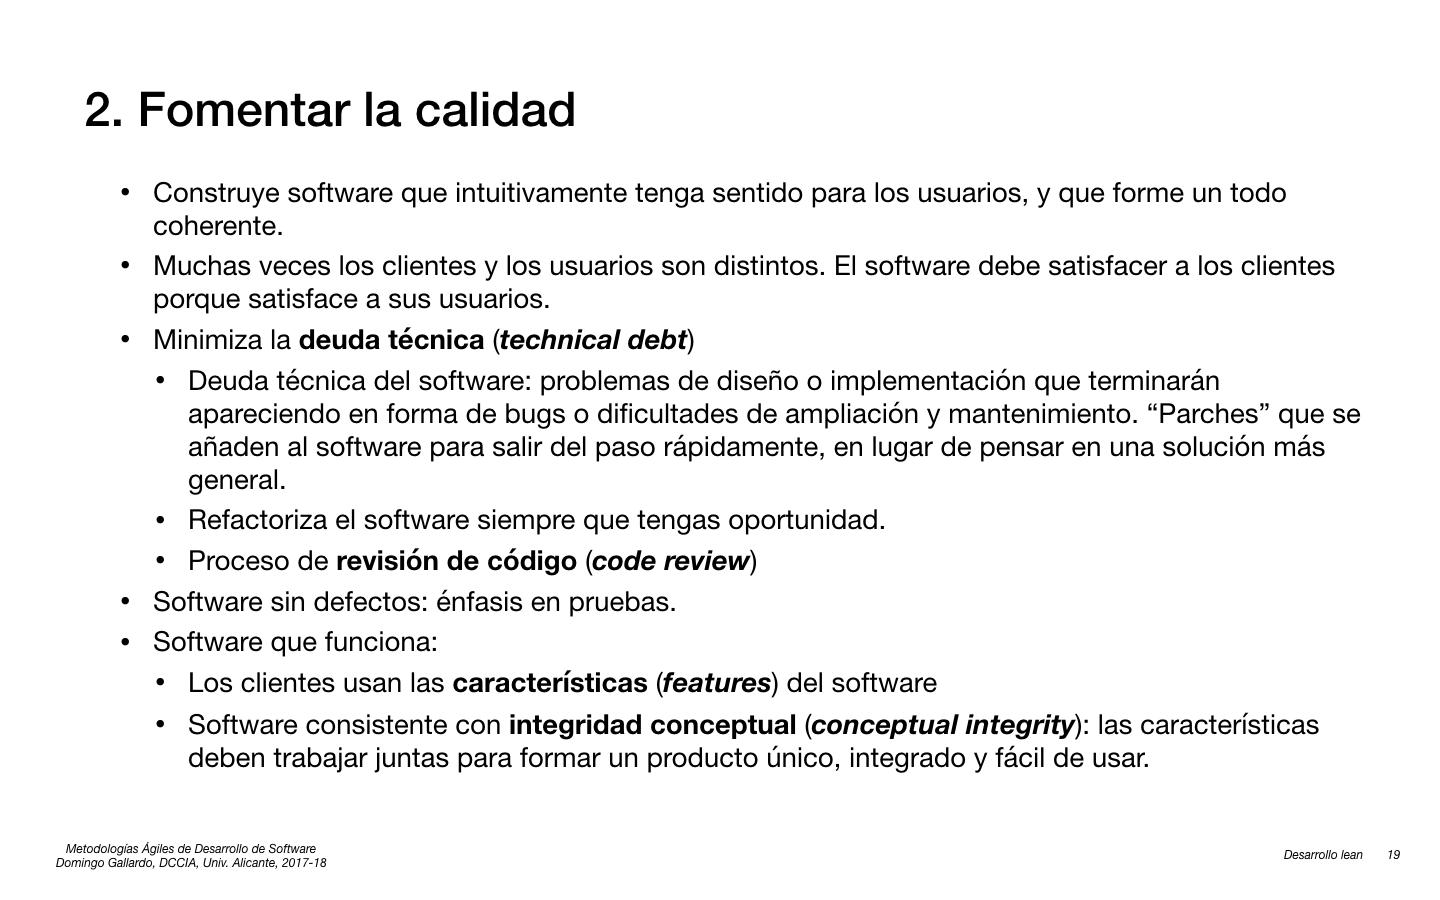 2. Fomentar la calidad
• Construye software que intuitivamente tenga sentido para los usuarios, y que forme un todo
coherente.
• Muchas veces los clientes y los usuarios son distintos. El software debe satisfacer a los clientes
porque satisface a sus usuarios.
• Minimiza la deuda técnica (technical debt)
• Deuda técnica del software: problemas de diseño o implementación que terminarán
apareciendo en forma de bugs o dificultades de ampliación y mantenimiento. “Parches” que se
añaden al software para salir del paso rápidamente, en lugar de pensar en una solución más
general.
• Refactoriza el software siempre que tengas oportunidad.
• Proceso de revisión de código (code review)
• Software sin defectos: énfasis en pruebas.
• Software que funciona:
• Los clientes usan las características (features) del software
• Software consistente con integridad conceptual (conceptual integrity): las características
deben trabajar juntas para formar un producto único, integrado y fácil de usar.
Metodologías Ágiles de Desarrollo de Software
Domingo Gallardo, DCCIA, Univ. Alicante, 2017-18
Desarrollo lean 19